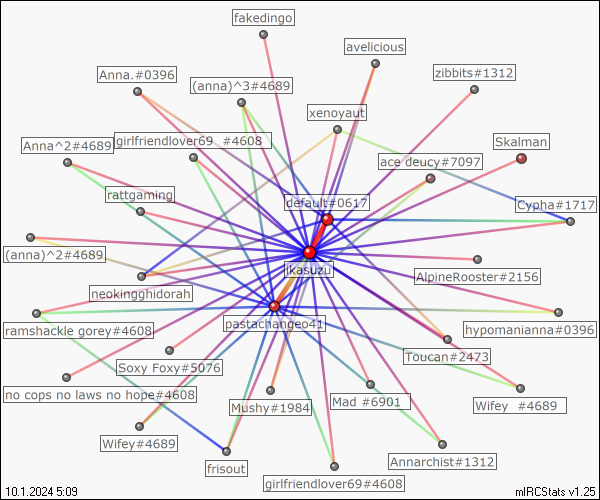 fakedingo
avelicious
Anna.#0396
zibbits#1312
(anna)^3#4689
xenoyaut
Skalman
Anna^2#4689
girlfriendlover69 #4608
ace deucy#7097
rattgaming
default#0617
Cypha#1717
(anna)^2#4689
ikasuzu
AlpineRooster#2156
neokingghidorah
ramshackle gorey#4608
pastachangeo41
hypomanianna#0396
Toucan#2473
Soxy Foxy#5076
no cops no laws no hope#4608
Mushy#1984
Mad #6901
Wifey #4689
Wifey#4689
frisout
Annarchist#1312
girlfriendlover69#4608
10.1.2024 5:09
mIRCStats v1.25